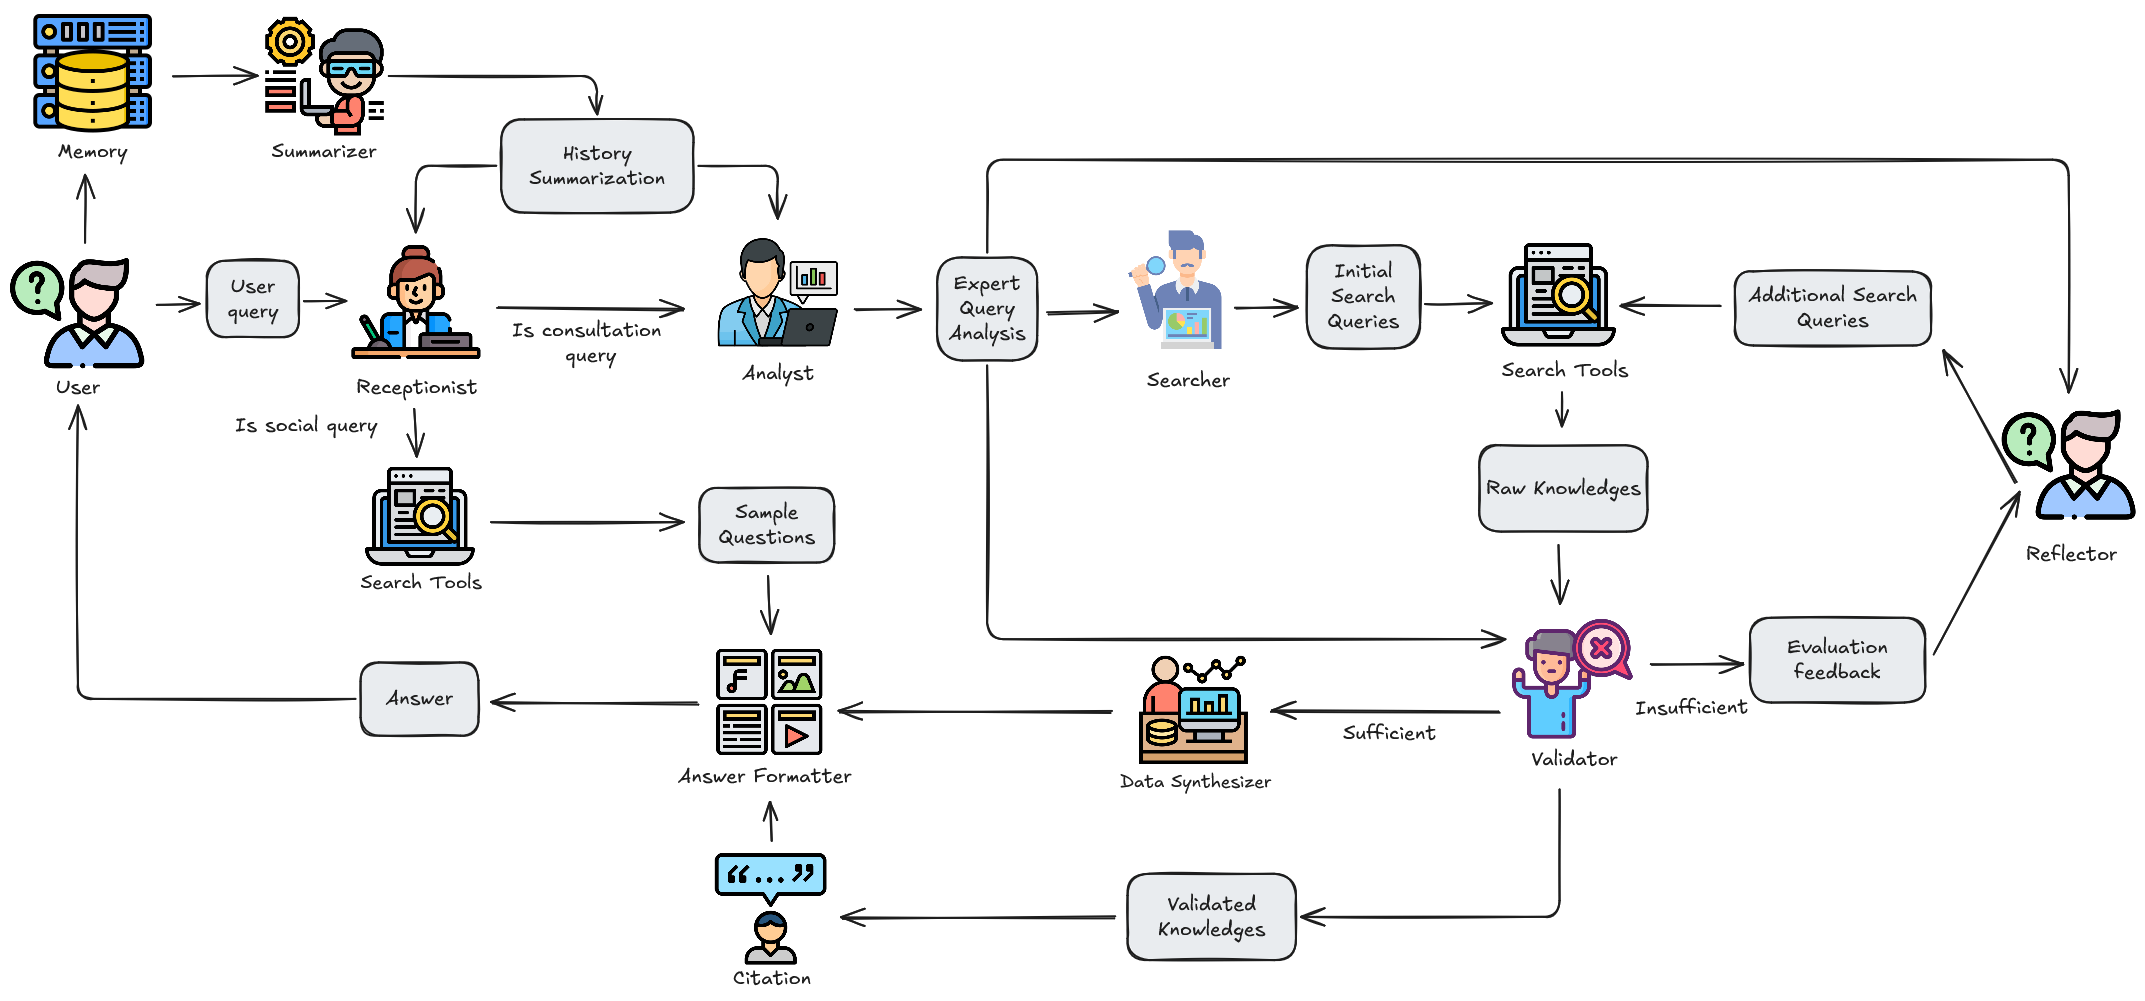 Memory
Summarizer
History
Summarization
User
query
User
Receptionist
Is consultation
query
Analyst
Expert
Query
Analysis
Searcher
Initial
Search
Queries
Search Tools
Additional Search
Queries
Is social query
Search Tools
Sample
Questions
Raw Knowledges
Reflector
Answer
Answer Formatter
Data Synthesizer
Sufficient
Validator
Insufficient
Evaluation
feedback
“...”
Citation
Validated
Knowledges